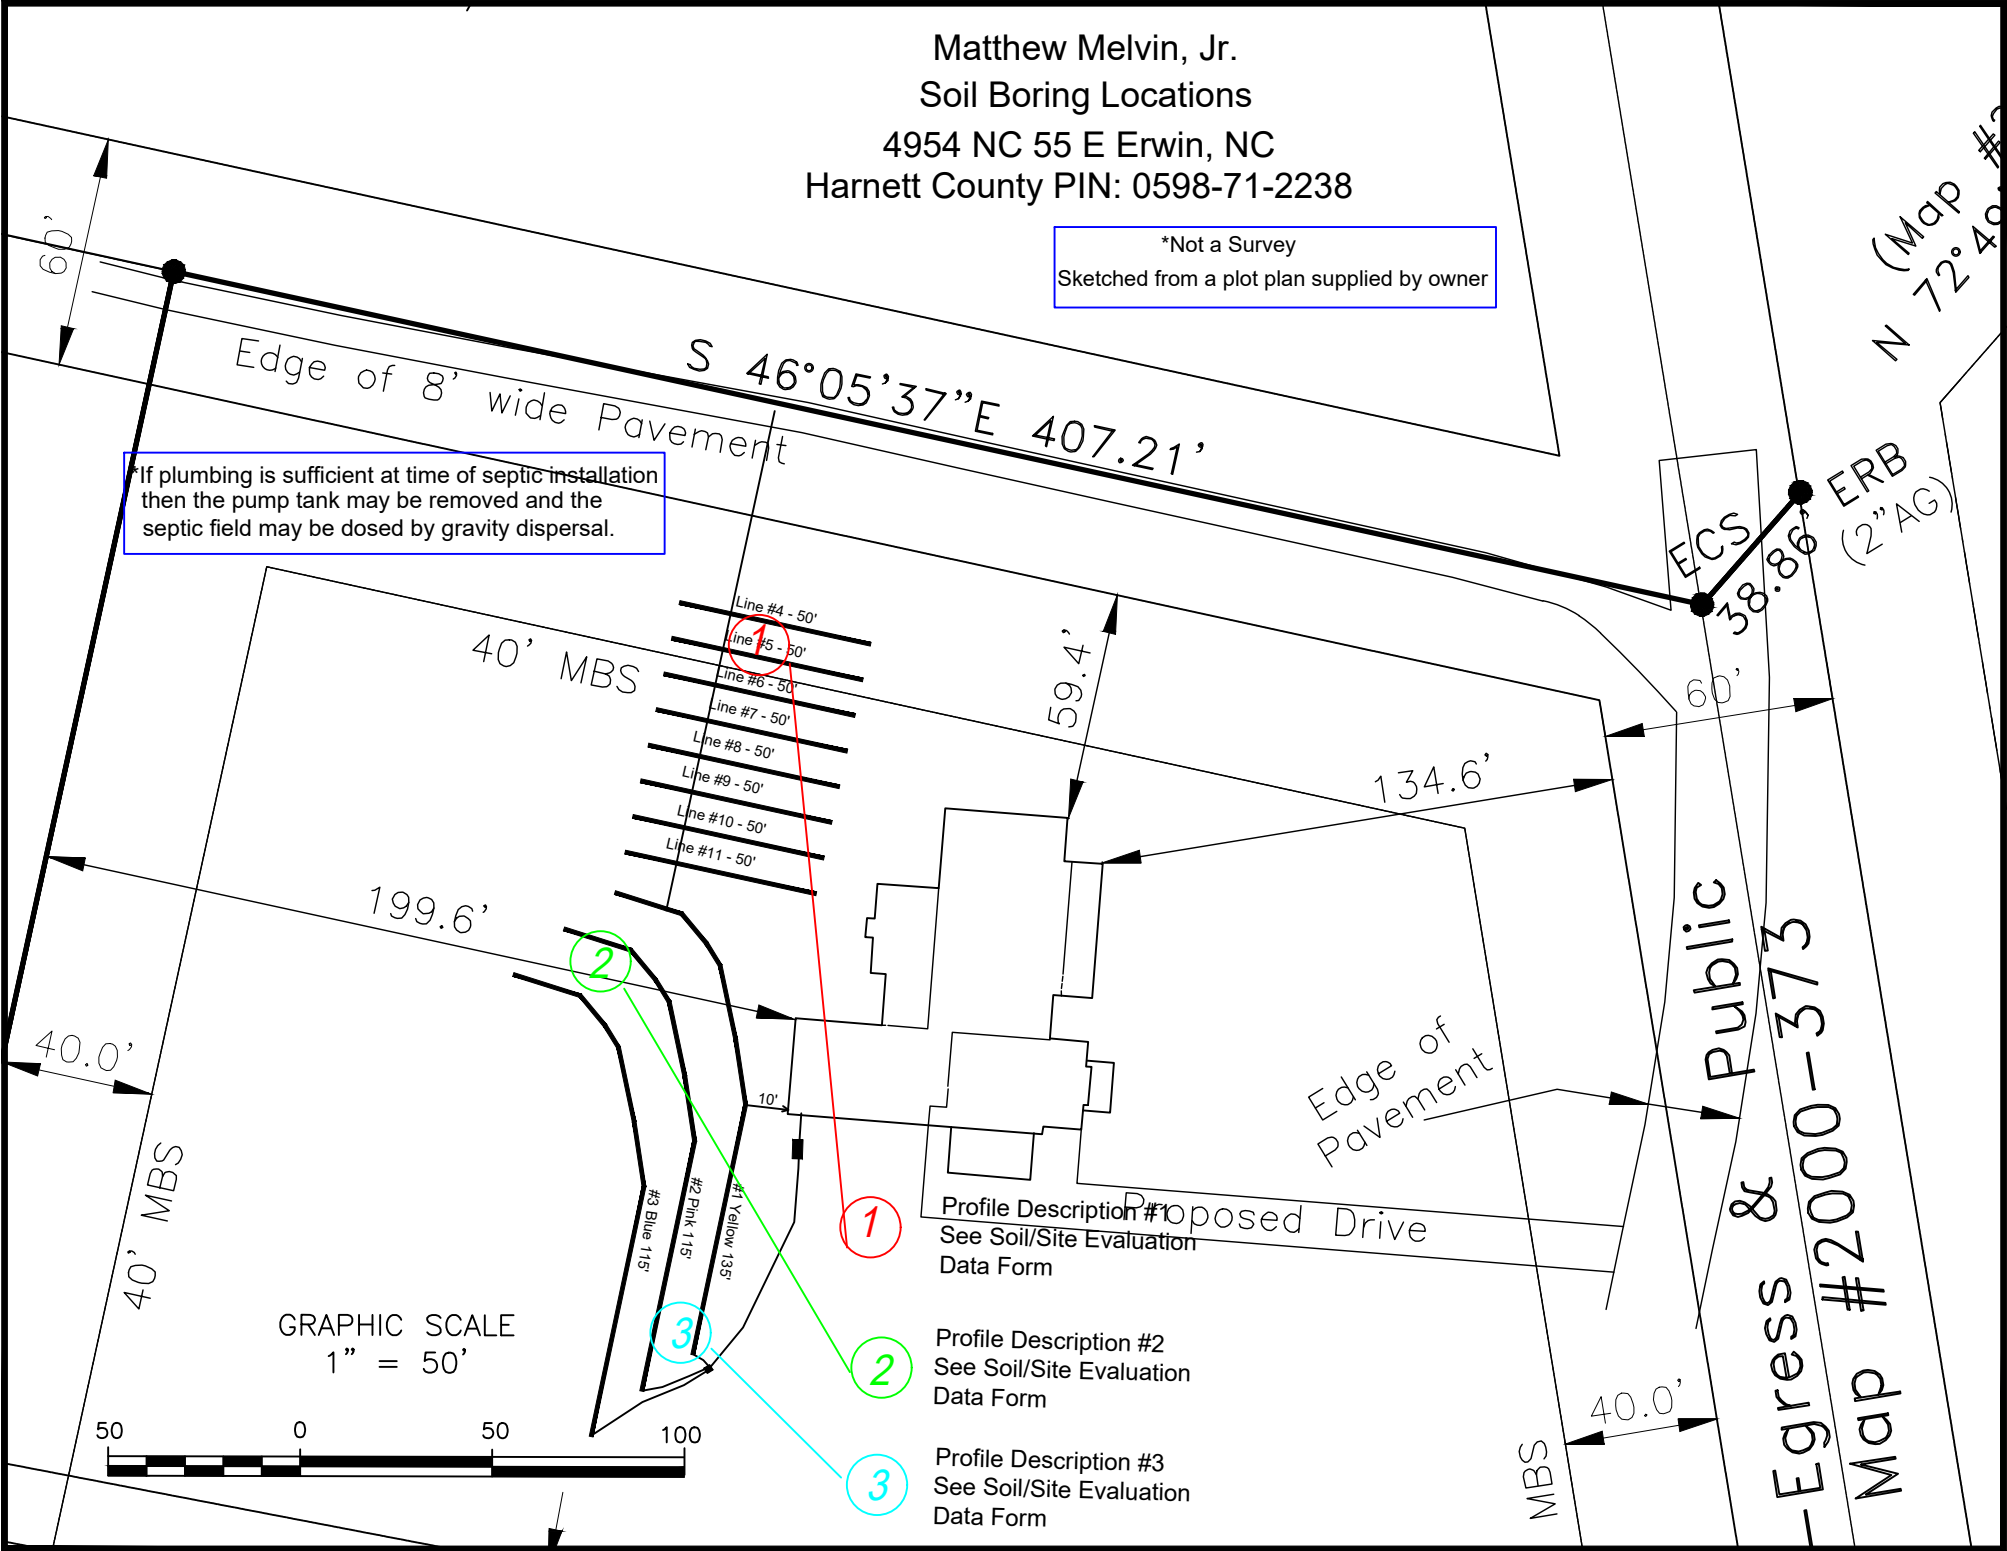 Matthew Melvin, Jr.
Soil Boring Locations
4954 NC 55 E Erwin, NC
Harnett County PIN: 0598-71-2238
*Not a Survey
Sketched from a plot plan supplied by owner
(Map
N 72°
60'
Edge of 8' wide Pavement
S 46°05'37"E 407.21'
*If plumbing is sufficient at time of septic installation
then the pump tank may be removed and the
septic field may be dosed by gravity dispersal.
ECS
ERB
(2"AG)
38.86'
60'
40' MBS
Line #4 - 50'
1
Line #5 - 50'
Line #6 - 50'
Line #7 - 50'
Line #8 - 50'
Line #9 - 50'
Line #10 - 50'
Line #11 - 50'
59.4'
134.6'
199.6'
2
40.0'
10'
40' MBS
#3 Blue 115'
#2 Pink 115'
#1 Yellow 135'
3
Edge of
Pavement
Proposed Drive
1
Profile Description #1
See Soil/Site Evaluation
Data Form
2
Profile Description #2
See Soil/Site Evaluation
Data Form
3
Profile Description #3
See Soil/Site Evaluation
Data Form
GRAPHIC SCALE
1" = 50'
50 0 50 100
40.0'
MBS
-Egress & Public
Map #2000-373